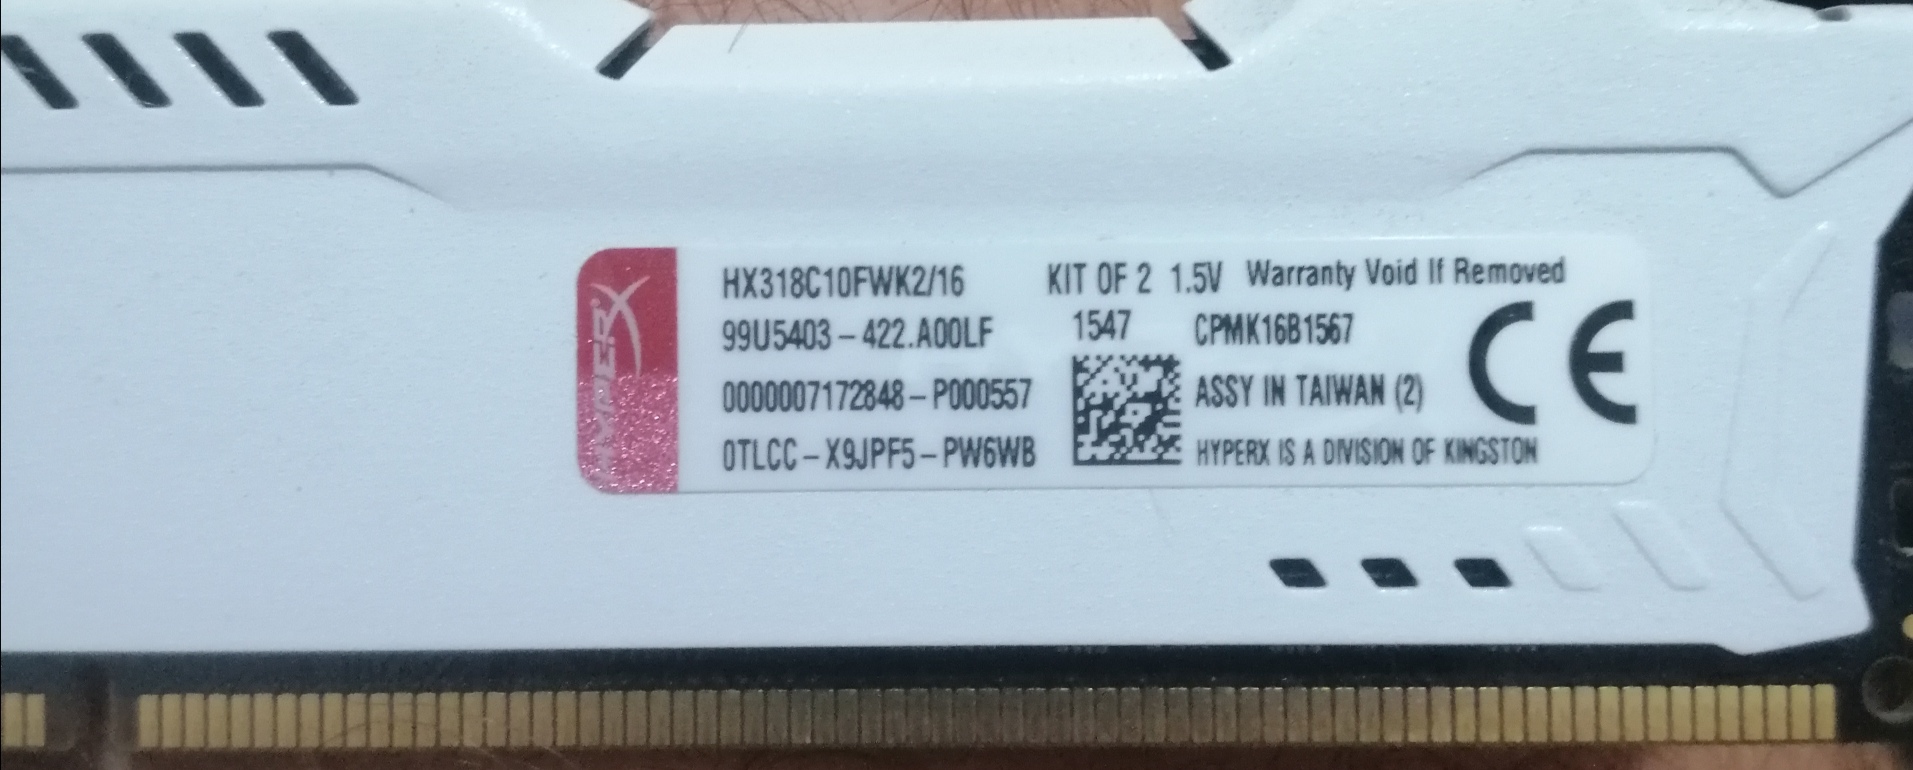 HYPERX
HX318C10FWK2/16 KIT OF 2 1.5V Warranty Void If Removed
99U5403-422.A00LF 1547 CPMK16B1567
0000007172848-P000557 ASSY IN TAIWAN (2) CE
0TLCC-X9JPF5-PW6WB HYPERX IS A DIVISION OF KINGSTON